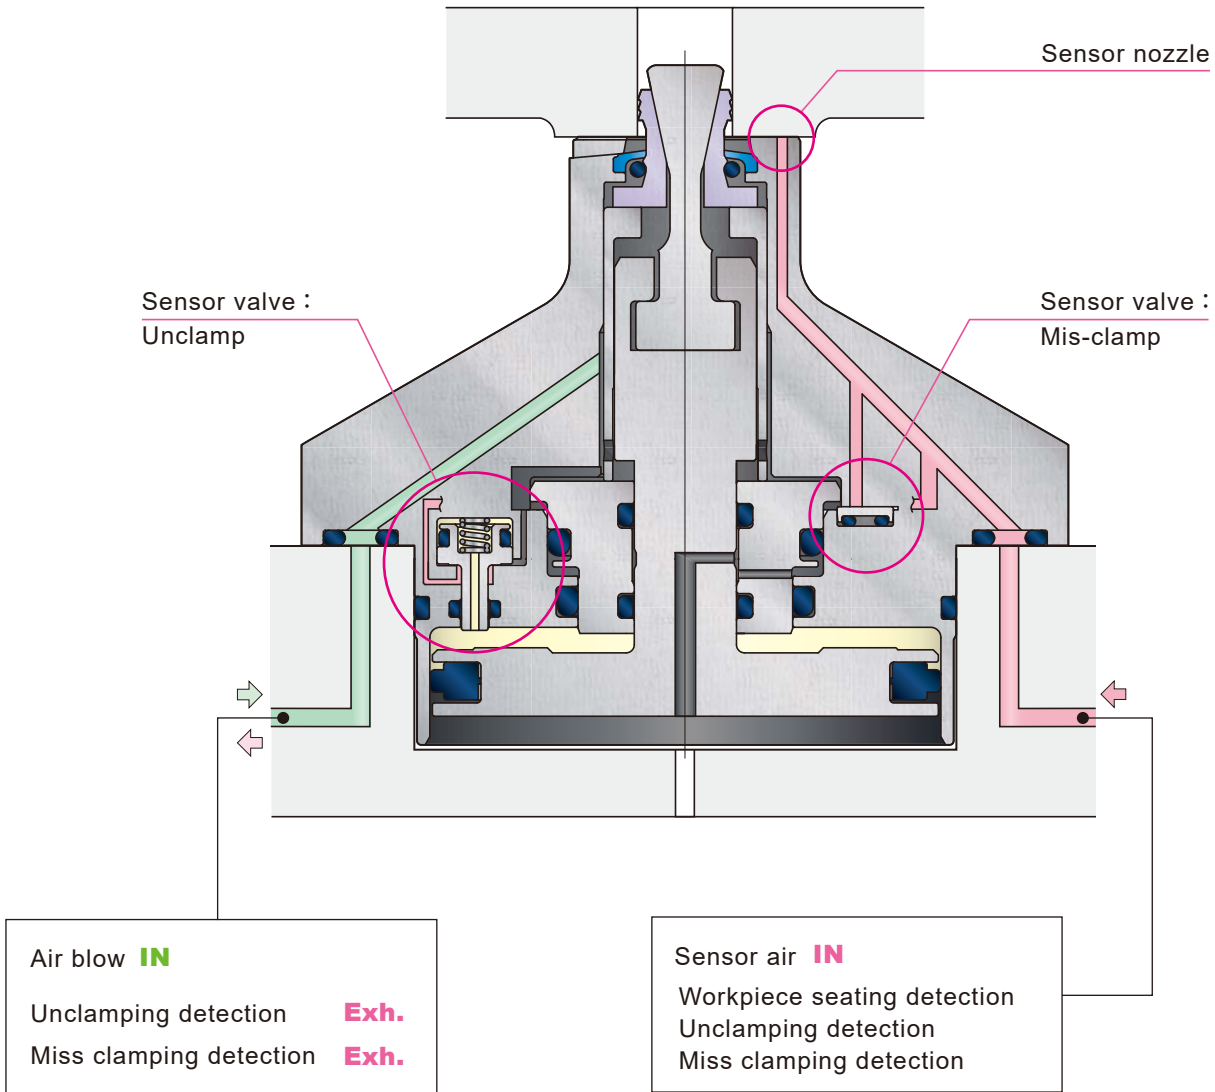 Sensor nozzle
Sensor valve：
Unclamp
Sensor valve：
Mis-clamp
Air blow IN
Unclamping detection Exh.
Miss clamping detection Exh.
Sensor air IN
Workpiece seating detection
Unclamping detection
Miss clamping detection